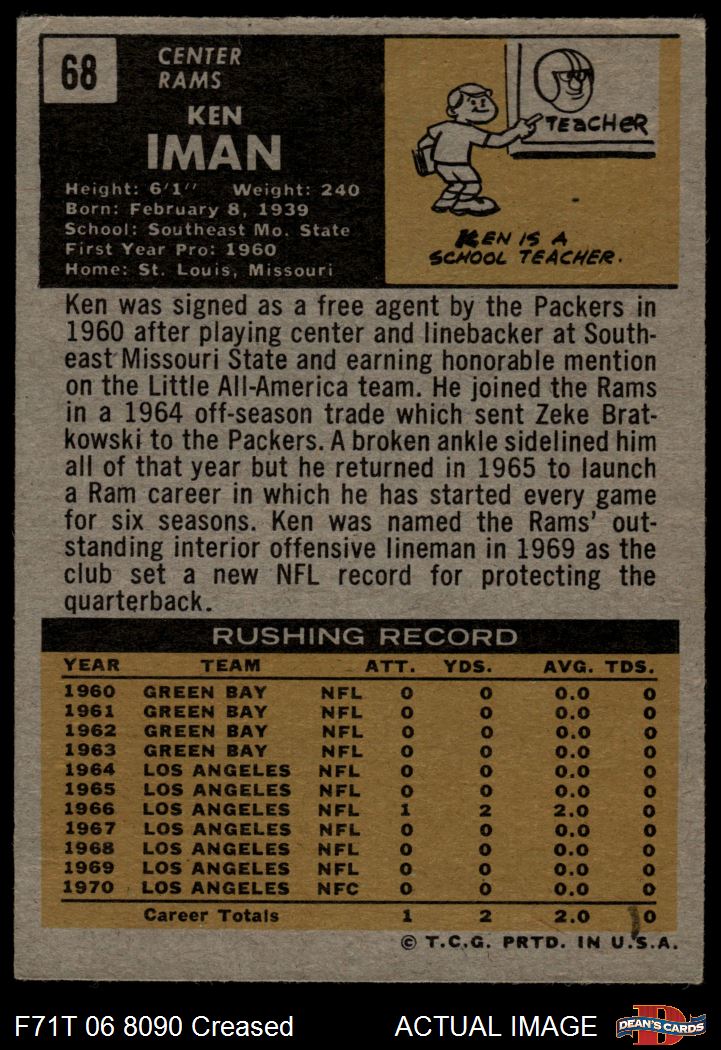 68
CENTER
RAMS
KEN
IMAN
Height: 6'1'' Weight: 240
Born: February 8, 1939
School: Southeast Mo. State
First Year Pro: 1960
Home: St. Louis, Missouri
TEACHER
KEN IS A
SCHOOL TEACHER.
Ken was signed as a free agent by the Packers in
1960 after playing center and linebacker at South-
east Missouri State and earning honorable mention
on the Little All-America team. He joined the Rams
in a 1964 off-season trade which sent Zeke Brat-
kowski to the Packers. A broken ankle sidelined him
all of that year but he returned in 1965 to launch
a Ram career in which he has started every game
for six seasons. Ken was named the Rams' out-
standing interior offensive lineman in 1969 as the
club set a new NFL record for protecting the
quarterback.
RUSHING RECORD
YEAR TEAM ATT. YDS. AVG. TDS.
1960 GREEN BAY NFL 0 0 0.0 0
1961 GREEN BAY NFL 0 0 0.0 0
1962 GREEN BAY NFL 0 0 0.0 0
1963 GREEN BAY NFL 0 0 0.0 0
1964 LOS ANGELES NFL 0 0 0.0 0
1965 LOS ANGELES NFL 0 0 0.0 0
1966 LOS ANGELES NFL 1 2 2.0 0
1967 LOS ANGELES NFL 0 0 0.0 0
1968 LOS ANGELES NFL 0 0 0.0 0
1969 LOS ANGELES NFL 0 0 0.0 0
1970 LOS ANGELES NFC 0 0 0.0 0
Career Totals 1 2 2.0 0
© T.C.G. PRTD. IN U.S.A.
F71T 06 8090 Creased ACTUAL IMAGE DEAN'S CARDS